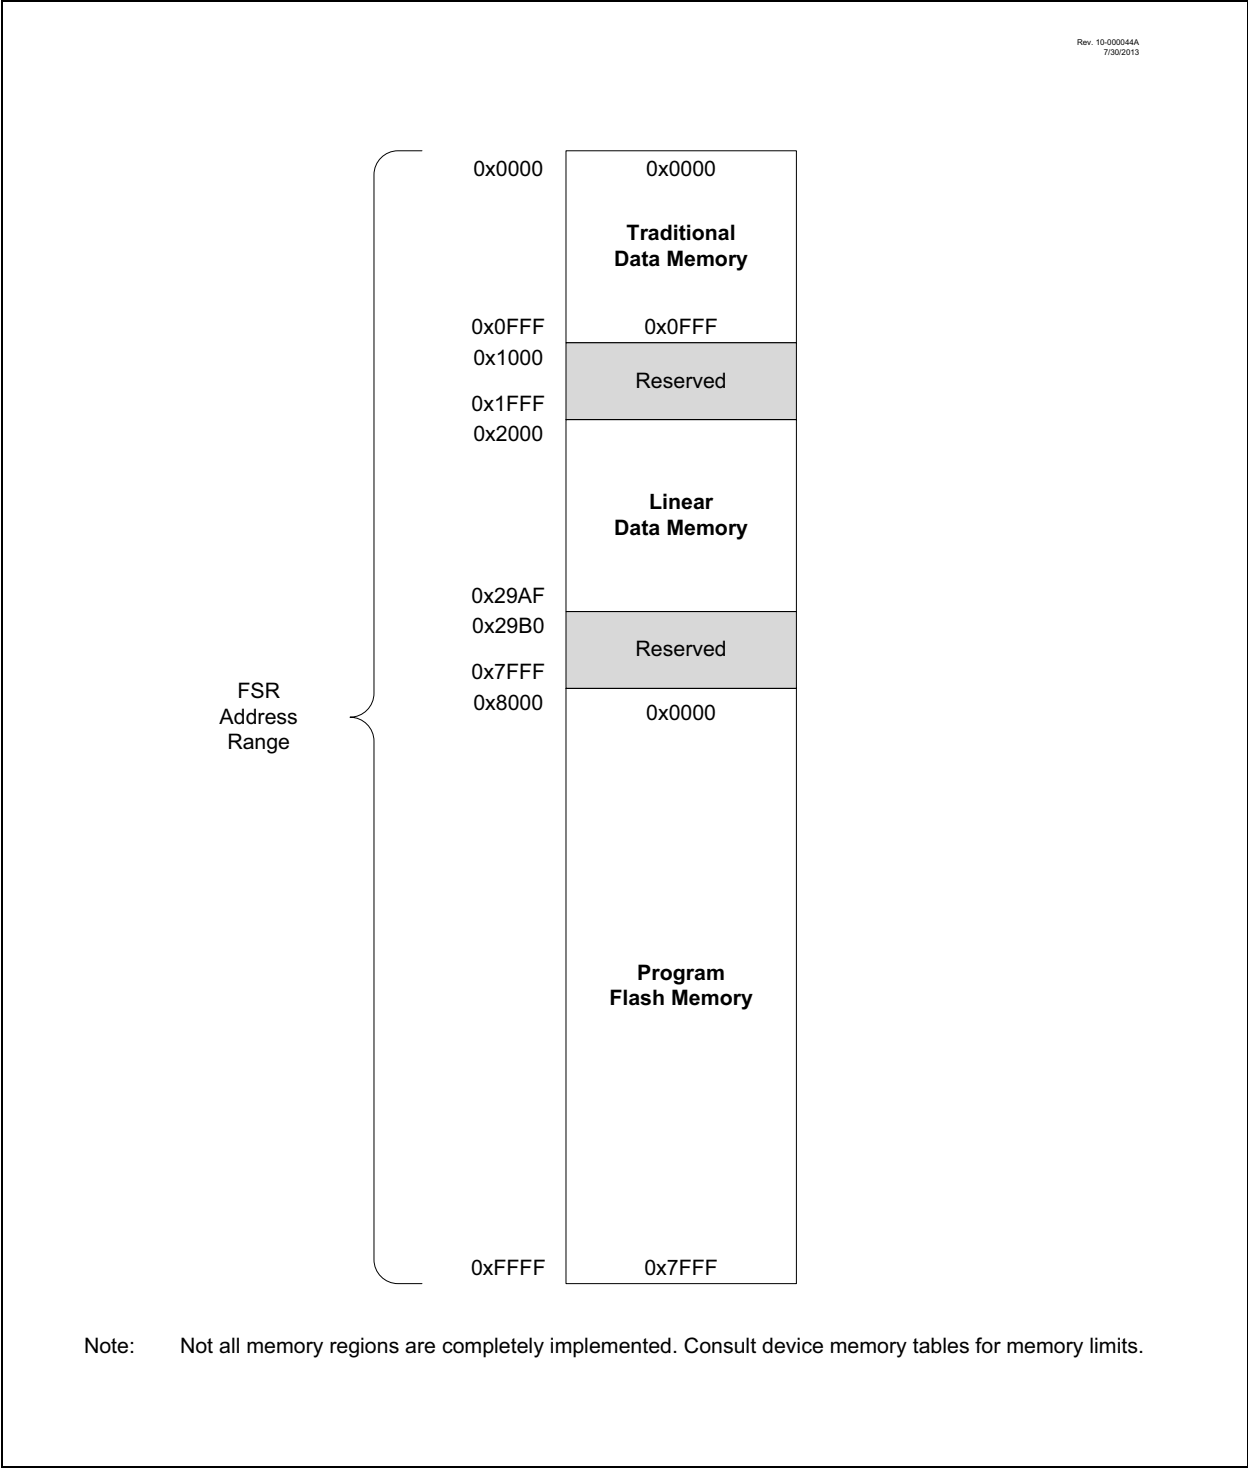 Rev. 10-000044A
7/30/2013
0x0000
0x0000
Traditional
Data Memory
0x0FFF
0x0FFF
0x1000
Reserved
0x1FFF
0x2000
Linear
Data Memory
0x29AF
0x29B0
Reserved
0x7FFF
FSR
Address
Range
0x8000
0x0000
Program
Flash Memory
0xFFFF
0x7FFF
Note: Not all memory regions are completely implemented. Consult device memory tables for memory limits.